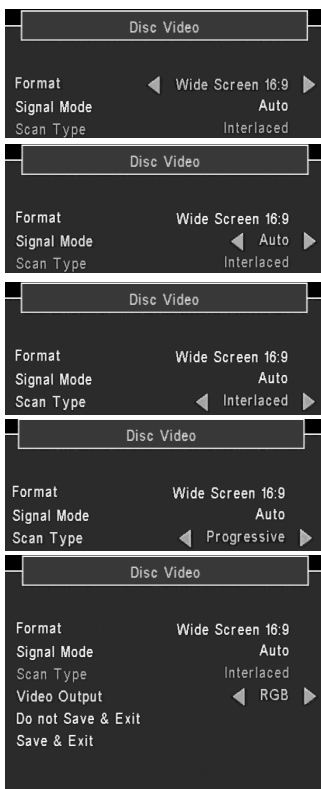 Disc Video
Format Wide Screen 16:9
Signal Mode Auto
Scan Type Interlaced
Disc Video
Format Wide Screen 16:9
Signal Mode Auto
Scan Type Interlaced
Disc Video
Format Wide Screen 16:9
Signal Mode Auto
Scan Type Interlaced
Disc Video
Format Wide Screen 16:9
Signal Mode Auto
Scan Type Progressive
Disc Video
Format Wide Screen 16:9
Signal Mode Auto
Scan Type Interlaced
Video Output RGB
Do not Save & Exit
Save & Exit